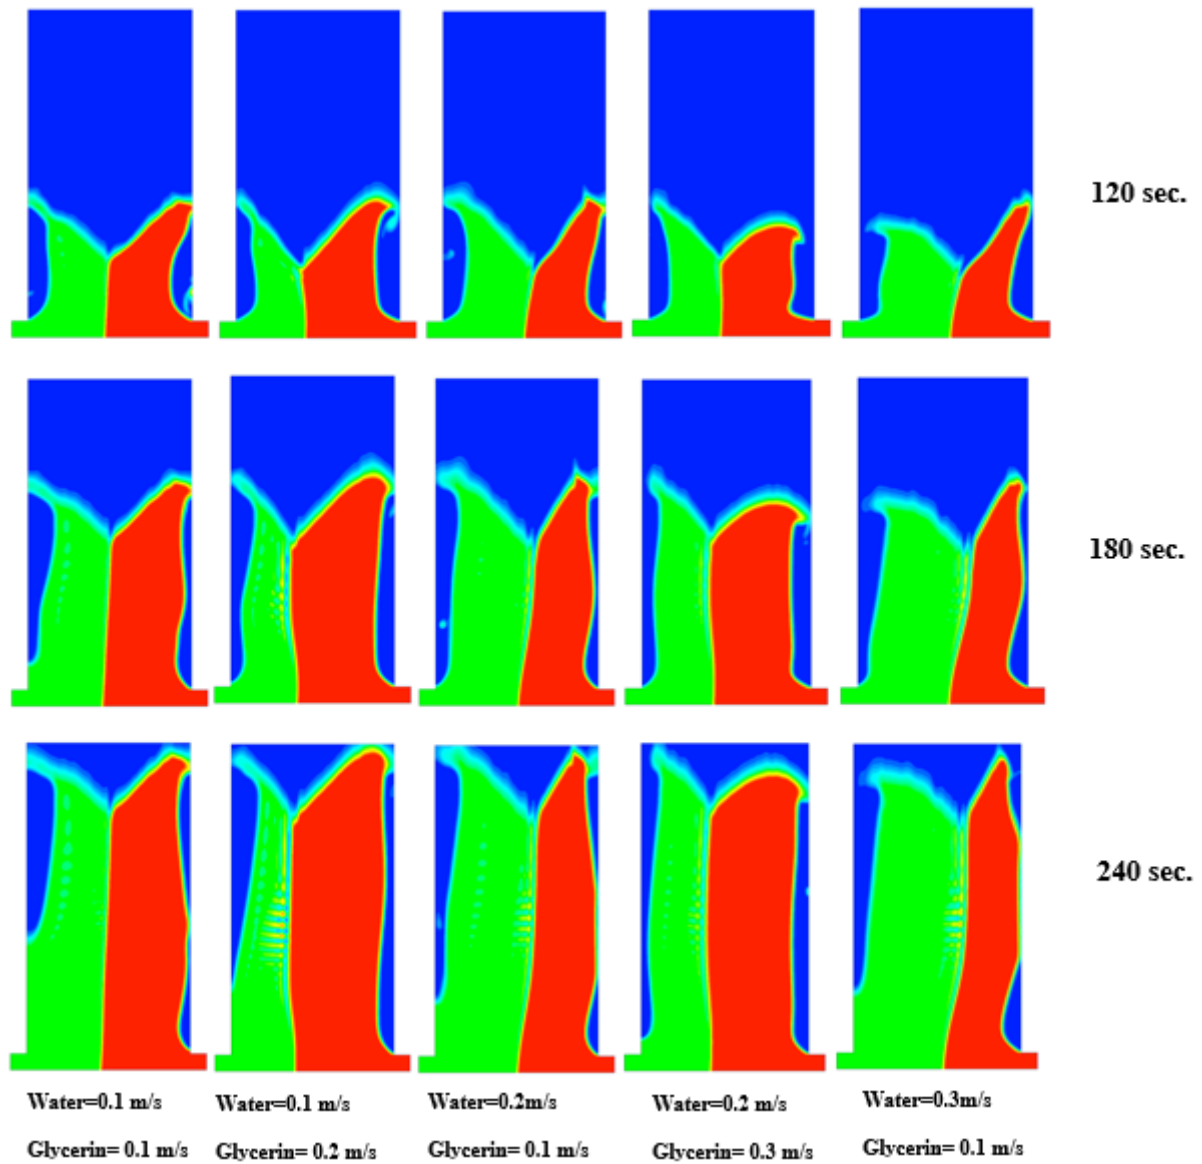 120 sec.
180 sec.
240 sec.
Water=0.1 m/s
Water=0.1 m/s
Water=0.2m/s
Water=0.2 m/s
Water=0.3m/s
Glycerin= 0.1 m/s
Glycerin= 0.2 m/s
Glycerin= 0.1 m/s
Glycerin= 0.3 m/s
Glycerin= 0.1 m/s